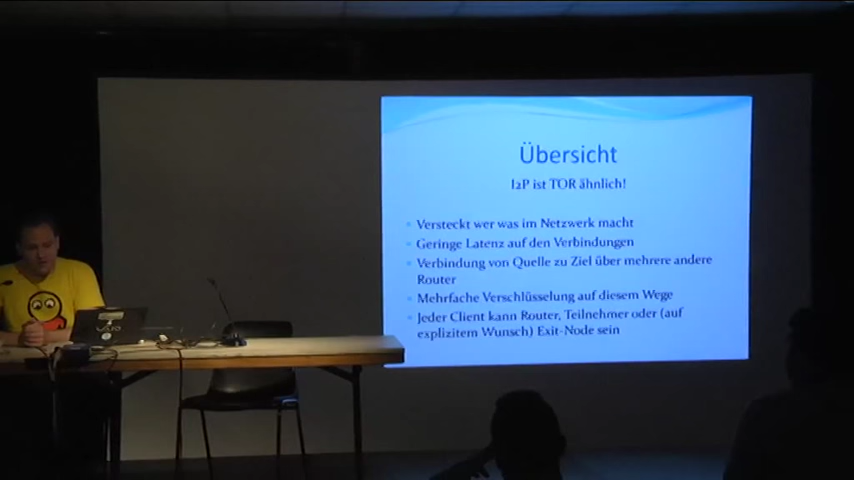 Übersicht
I2P ist TOR ähnlich!
Versteckt wer was im Netzwerk macht
Geringe Latenz auf den Verbindungen
Verbindung von Quelle zu Ziel über mehrere andere
Router
Mehrfache Verschlüsselung auf diesem Wege
Jeder Client kann Router, Teilnehmer oder (auf
explizitem Wunsch) Exit-Node sein
VAIO